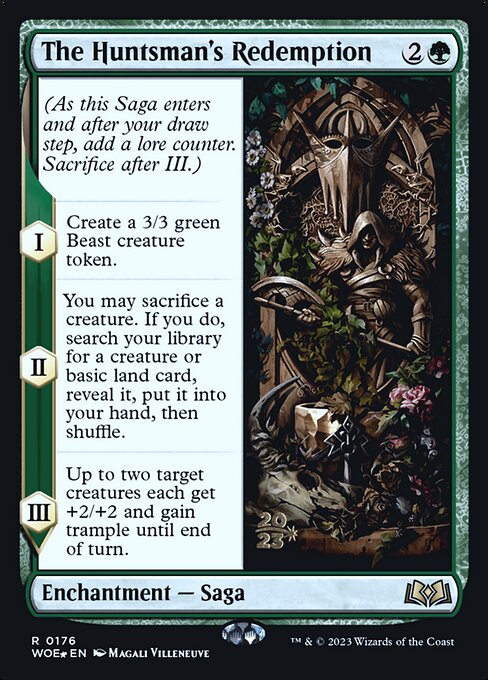 The Huntsman's Redemption 2
(As this Saga enters
and after your draw
step, add a lore counter.
Sacrifice after III.)
I
Create a 3/3 green
Beast creature
token.
II
You may sacrifice a
creature. If you do,
search your library
for a creature or
basic land card,
reveal it, put it into
your hand, then
shuffle.
III
Up to two target
creatures each get
+2/+2 and gain
trample until end
of turn.
2023
Enchantment — Saga
R 0176
WOE★EN MAGALI VILLENEUVE
™ & © 2023 Wizards of the Coast